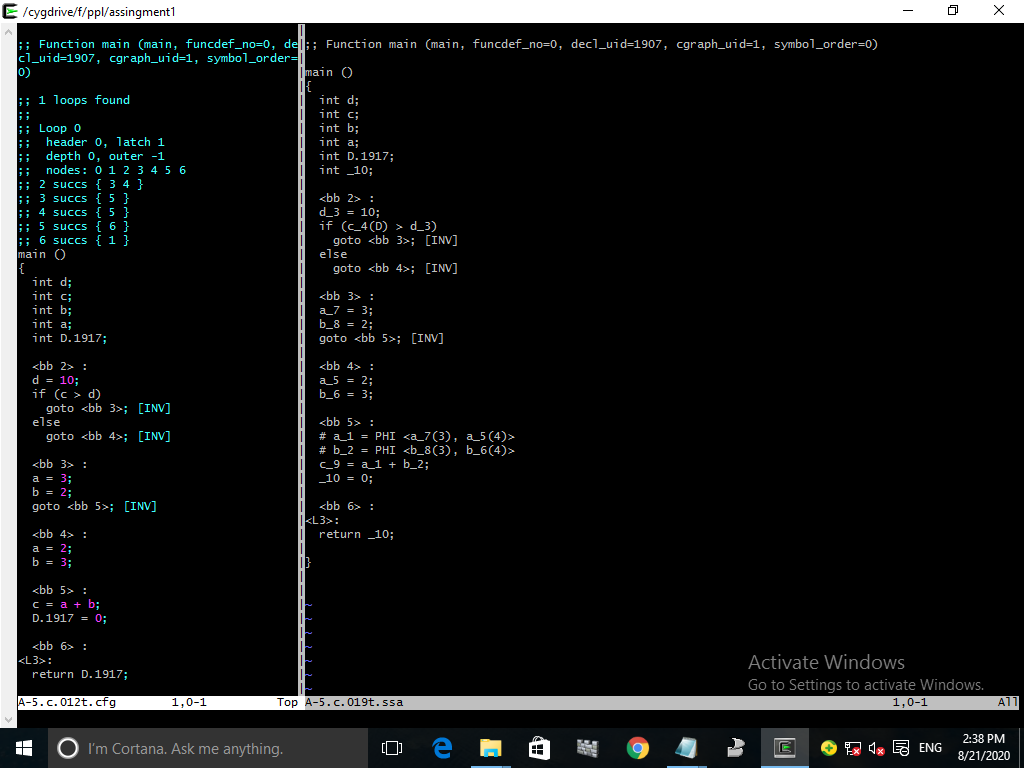 /cygdrive/f/ppl/assingment1
;; Function main (main, funcdef_no=0, de
cl_uid=1907, cgraph_uid=1, symbol_order=
0)
;; 1 loops found
;;
;; Loop 0
;;  header 0, latch 1
;;  depth 0, outer -1
;;  nodes: 0 1 2 3 4 5 6
;; 2 succs { 3 4 }
;; 3 succs { 5 }
;; 4 succs { 5 }
;; 5 succs { 6 }
;; 6 succs { 1 }
main ()
{
  int d;
  int c;
  int b;
  int a;
  int D.1917;
  <bb 2> :
  d = 10;
  if (c > d)
    goto <bb 3>; [INV]
  else
    goto <bb 4>; [INV]
  <bb 3> :
  a = 3;
  b = 2;
  goto <bb 5>; [INV]
  <bb 4> :
  a = 2;
  b = 3;
  <bb 5> :
  c = a + b;
  D.1917 = 0;
  <bb 6> :
<L3>:
  return D.1917;
A-5.c.012t.cfg 1,0-1 Top
;; Function main (main, funcdef_no=0, decl_uid=1907, cgraph_uid=1, symbol_order=0)
main ()
{
  int d;
  int c;
  int b;
  int a;
  int D.1917;
  int _10;
  <bb 2> :
  d_3 = 10;
  if (c_4(D) > d_3)
    goto <bb 3>; [INV]
  else
    goto <bb 4>; [INV]
  <bb 3> :
  a_7 = 3;
  b_8 = 2;
  goto <bb 5>; [INV]
  <bb 4> :
  a_5 = 2;
  b_6 = 3;
  <bb 5> :
  # a_1 = PHI <a_7(3), a_5(4)>
  # b_2 = PHI <b_8(3), b_6(4)>
  c_9 = a_1 + b_2;
  _10 = 0;
  <bb 6> :
<L3>:
  return _10;
}
~
~
~
~
~
~
~
A-5.c.019t.ssa 1,0-1 All
Activate Windows
Go to Settings to activate Windows.
I'm Cortana. Ask me anything.
ENG
2:38 PM
8/21/2020